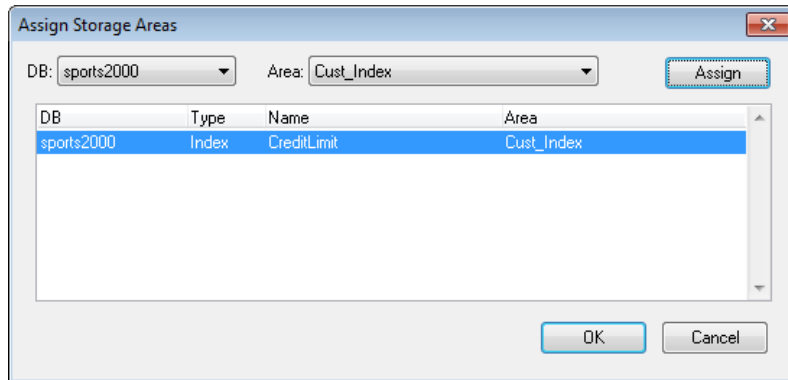 Assign Storage Areas
DB: sports2000 Area: Cust_Index Assign
DB Type Name Area
sports2000 Index CreditLimit Cust_Index
OK Cancel